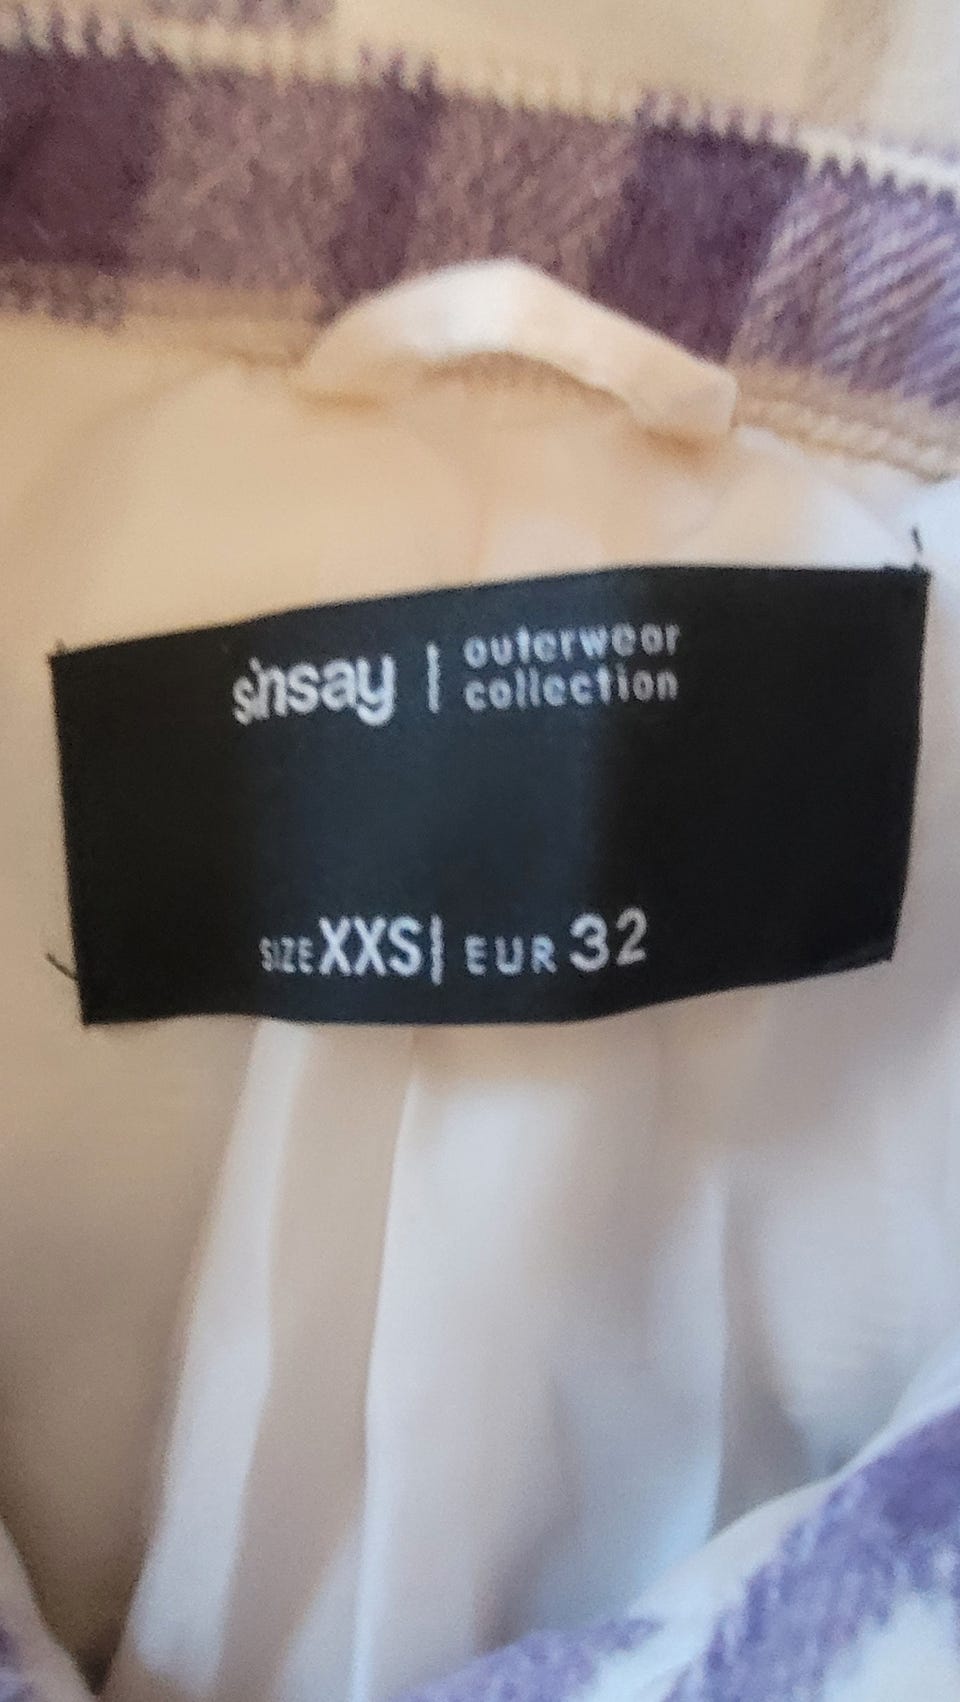 sinsay | outerwear
collection
SIZE XXS | EUR 32